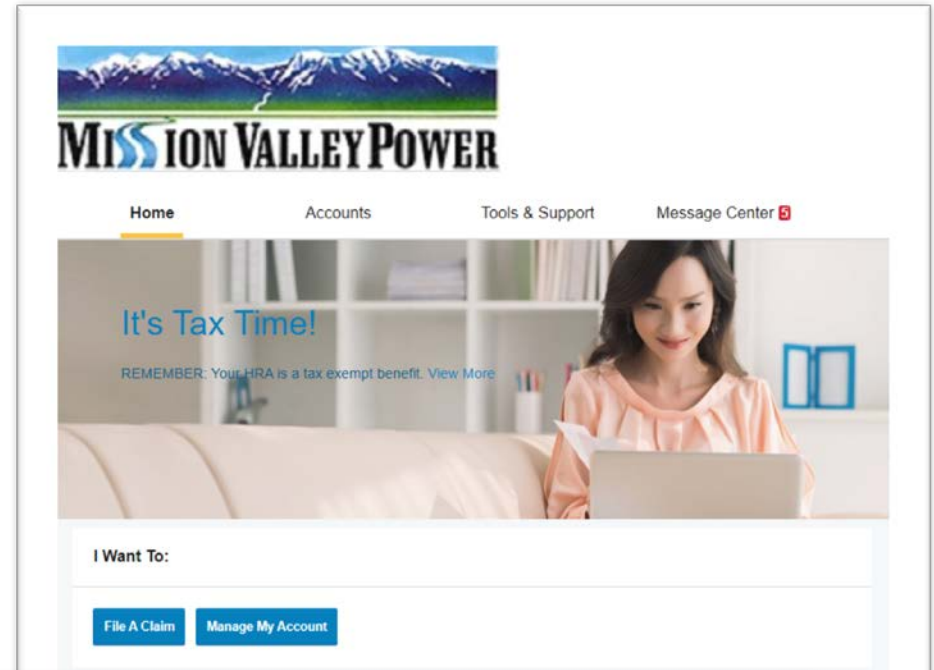 MISSION VALLEY POWER
Home Accounts Tools & Support Message Center 5
It's Tax Time!
REMEMBER: Your HRA is a tax exempt benefit. View More
I Want To:
File A Claim Manage My Account